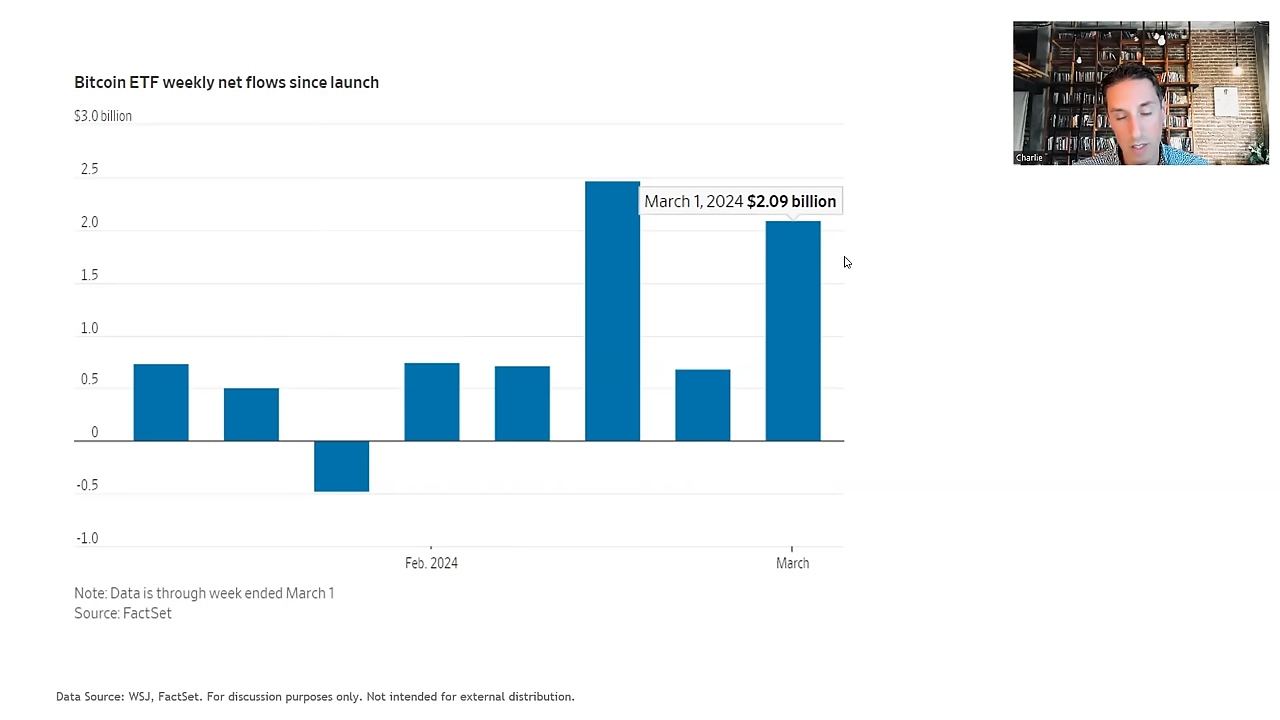 Bitcoin ETF weekly net flows since launch
$3.0 billion
2.5
March 1, 2024 $2.09 billion
2.0
1.5
1.0
0.5
0
-0.5
-1.0
Feb. 2024
March
Note: Data is through week ended March 1
Source: FactSet
Data Source: WSJ, FactSet. For discussion purposes only. Not intended for external distribution.
Charlie